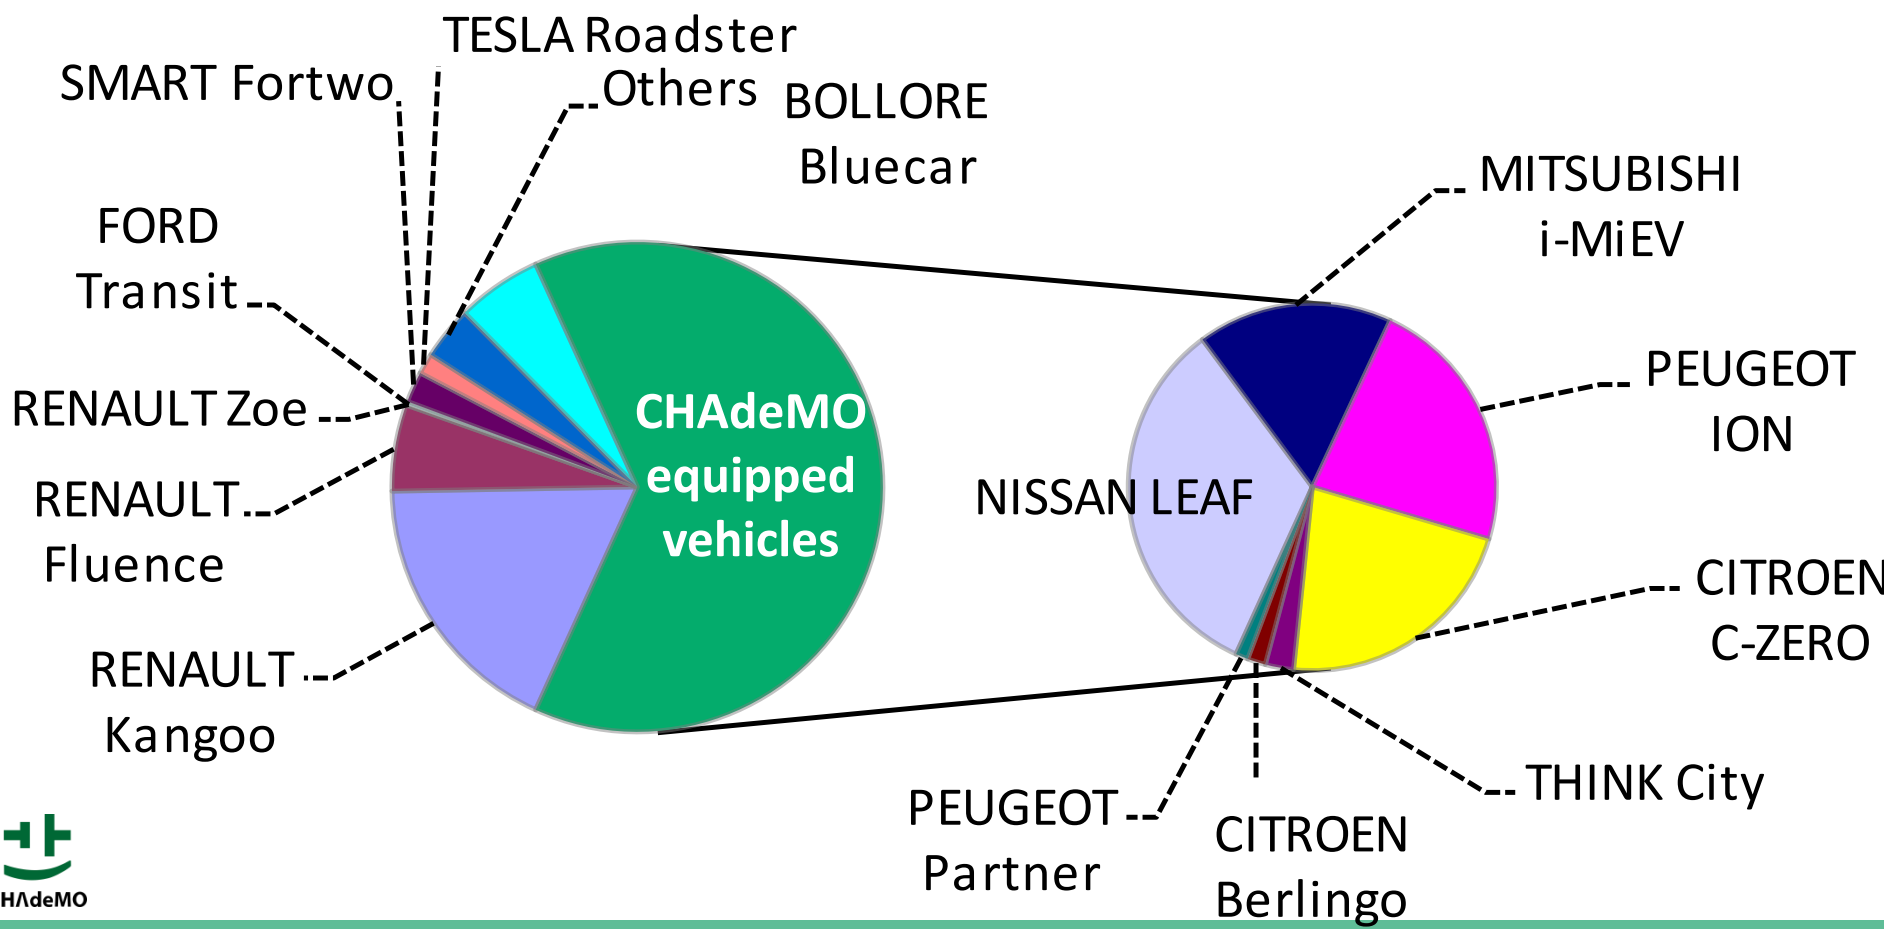 TESLA Roadster
SMART Fortwo
Others
BOLLORE
Bluecar
FORD
Transit
RENAULT Zoe
RENAULT
Fluence
RENAULT
Kangoo
CHAdeMO
equipped
vehicles
MITSUBISHI
i-MiEV
PEUGEOT
ION
NISSAN LEAF
CITROEN
C-ZERO
THINK City
PEUGEOT
Partner
CITROEN
Berlingo
HΛdeMO